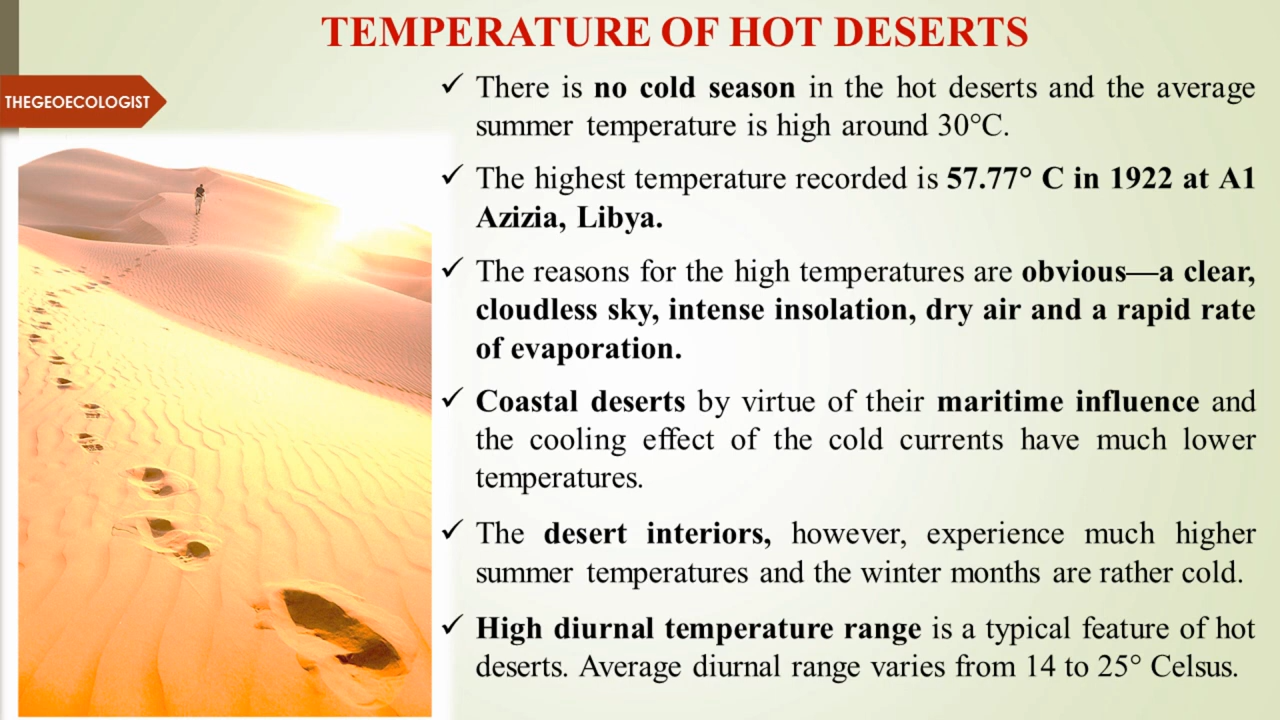 TEMPERATURE OF HOT DESERTS
THEGEOECOLOGIST
There is no cold season in the hot deserts and the average
summer temperature is high around 30°C.
The highest temperature recorded is 57.77° C in 1922 at A1
Azizia, Libya.
The reasons for the high temperatures are obvious—a clear,
cloudless sky, intense insolation, dry air and a rapid rate
of evaporation.
Coastal deserts by virtue of their maritime influence and
the cooling effect of the cold currents have much lower
temperatures.
The desert interiors, however, experience much higher
summer temperatures and the winter months are rather cold.
High diurnal temperature range is a typical feature of hot
deserts. Average diurnal range varies from 14 to 25° Celsus.